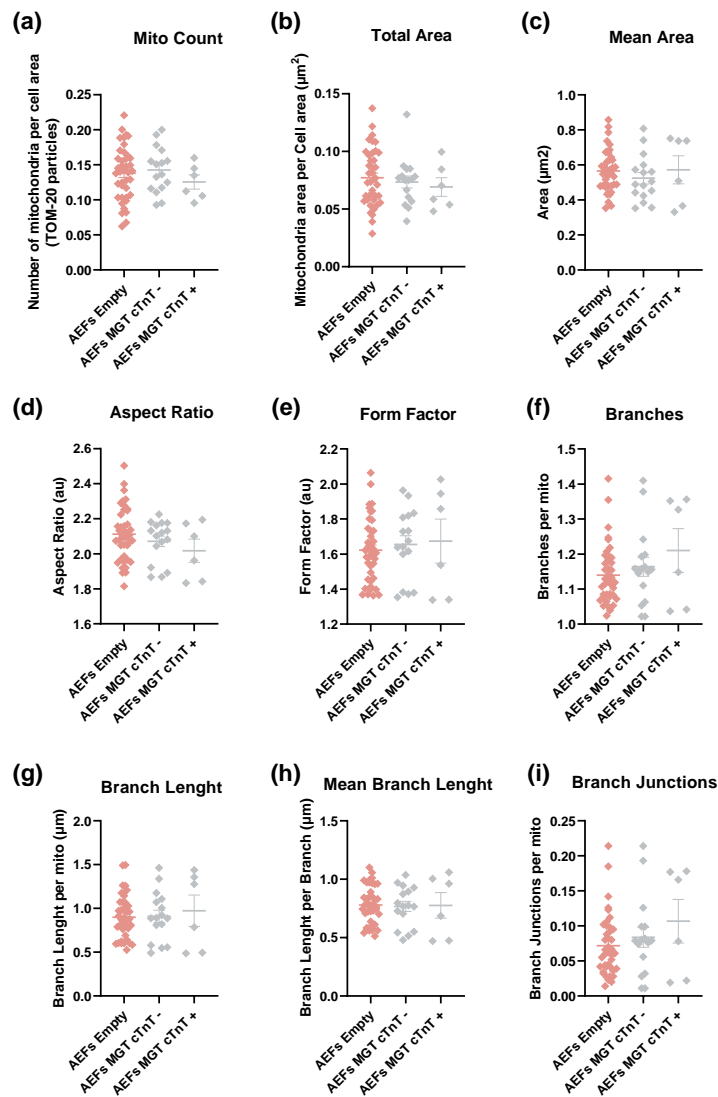 (a) Mito Count
Number of mitochondria per cell area
(TOM-20 particles)
0.25
0.20
0.15
0.10
0.05
0.00
AEFs Empty
AEFs MGT cTnT -
AEFs MGT cTnT +
(b) Total Area
Mitochondria area per Cell area (µm²)
0.15
0.10
0.05
0.00
AEFs Empty
AEFs MGT cTnT -
AEFs MGT cTnT +
(c) Mean Area
Area (µm2)
1.0
0.8
0.6
0.4
0.2
0.0
AEFs Empty
AEFs MGT cTnT -
AEFs MGT cTnT +
(d) Aspect Ratio
Aspect Ratio (au)
2.6
2.4
2.2
2.0
1.8
1.6
AEFs Empty
AEFs MGT cTnT -
AEFs MGT cTnT +
(e) Form Factor
Form Factor (au)
2.2
2.0
1.8
1.6
1.4
1.2
AEFs Empty
AEFs MGT cTnT -
AEFs MGT cTnT +
(f) Branches
Branches per mito
1.5
1.4
1.3
1.2
1.1
1.0
AEFs Empty
AEFs MGT cTnT -
AEFs MGT cTnT +
(g) Branch Lenght
Branch Lenght per mito (µm)
2.0
1.5
1.0
0.5
0.0
AEFs Empty
AEFs MGT cTnT -
AEFs MGT cTnT +
(h) Mean Branch Lenght
Branch Lenght per Branch (µm)
1.5
1.0
0.5
0.0
AEFs Empty
AEFs MGT cTnT -
AEFs MGT cTnT +
(i) Branch Junctions
Branch Junctions per mito
0.25
0.20
0.15
0.10
0.05
0.00
AEFs Empty
AEFs MGT cTnT -
AEFs MGT cTnT +